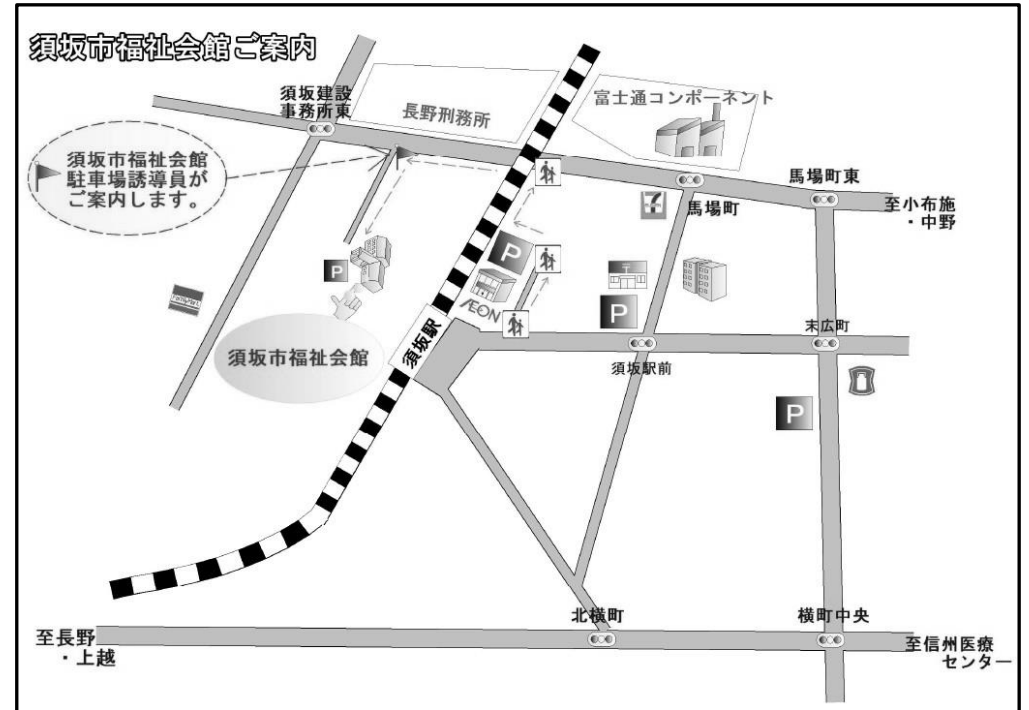 須坂市福祉会館ご案内
須坂建設
事務所東
長野刑務所
富士通コンポーネント
須坂市福祉会館
駐車場誘導員が
ご案内します。
馬場町東
馬場町
至小布施
・中野
7
P
P
〒
P
ÆON
須坂駅
須坂市福祉会館
末広町
須坂駅前
P
北横町
横町中央
至長野
・上越
至信州医療
センター